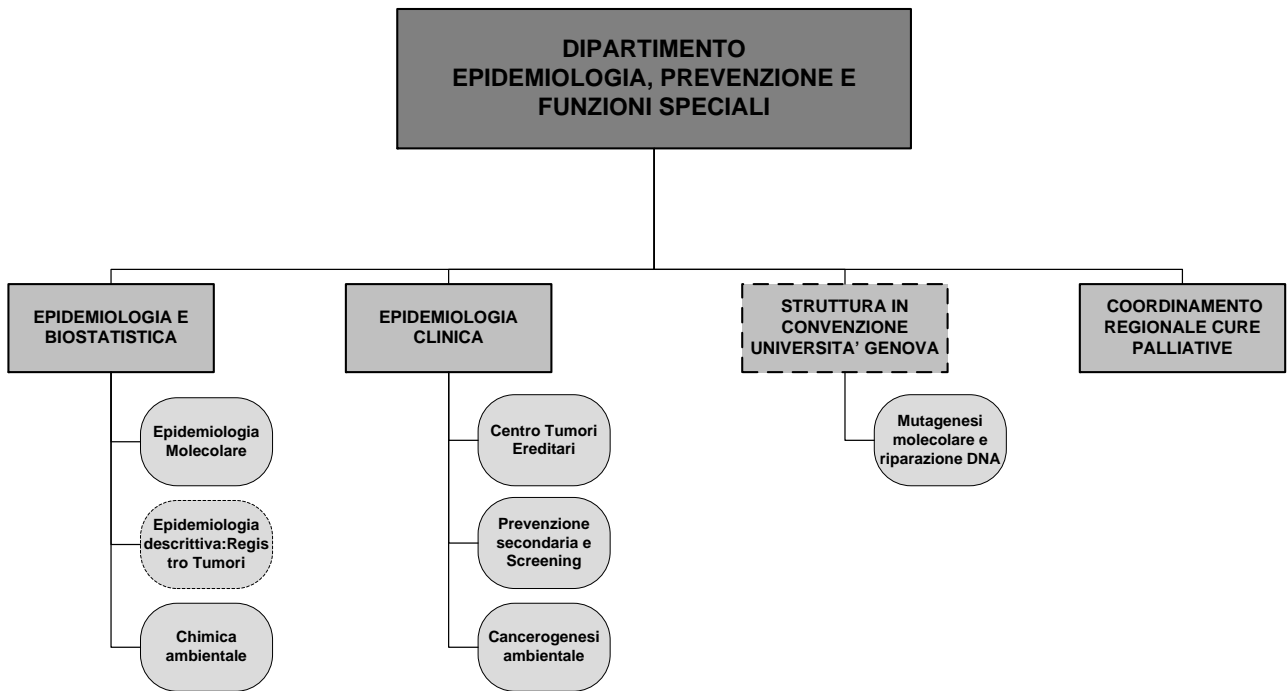 DIPARTIMENTO
EPIDEMIOLOGIA, PREVENZIONE E
FUNZIONI SPECIALI
EPIDEMIOLOGIA E
BIOSTATISTICA
EPIDEMIOLOGIA
CLINICA
STRUTTURA IN
CONVENZIONE
UNIVERSITA’ GENOVA
COORDINAMENTO
REGIONALE CURE
PALLIATIVE
Epidemiologia
Molecolare
Epidemiologia
descrittiva:Regis
tro Tumori
Chimica
ambientale
Centro Tumori
Ereditari
Prevenzione
secondaria e
Screening
Cancerogenesi
ambientale
Mutagenesi
molecolare e
riparazione DNA